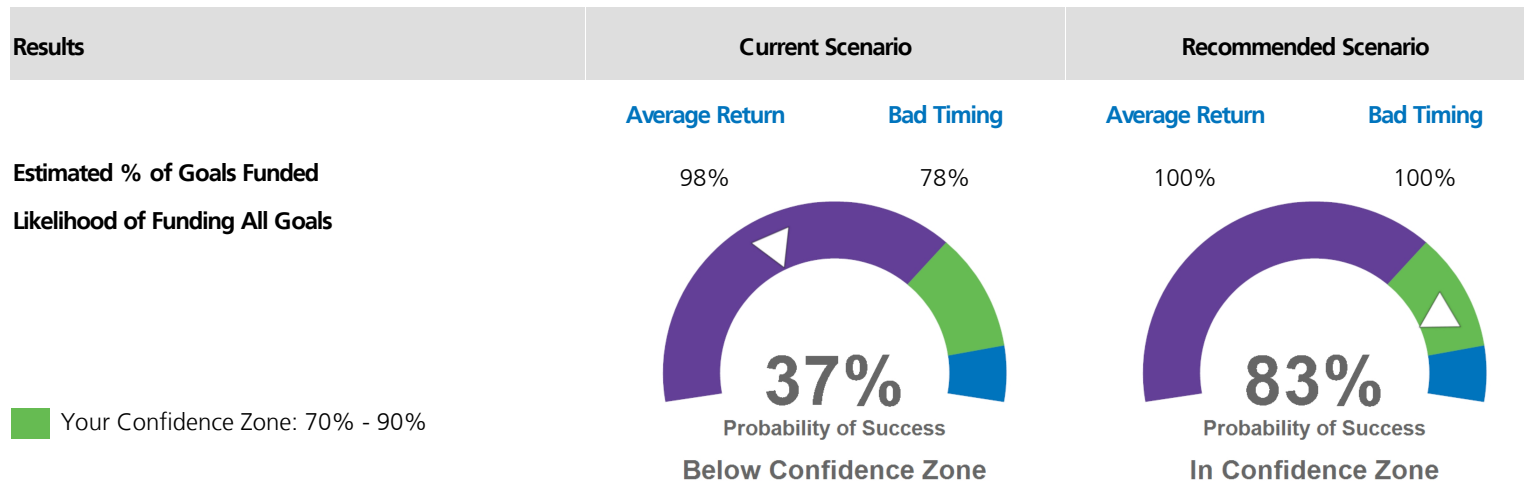 Results Current Scenario Recommended Scenario
Average Return Bad Timing Average Return Bad Timing
Estimated % of Goals Funded 98% 78% 100% 100%
Likelihood of Funding All Goals
37% 83%
Your Confidence Zone: 70% - 90%
Probability of Success Probability of Success
Below Confidence Zone In Confidence Zone